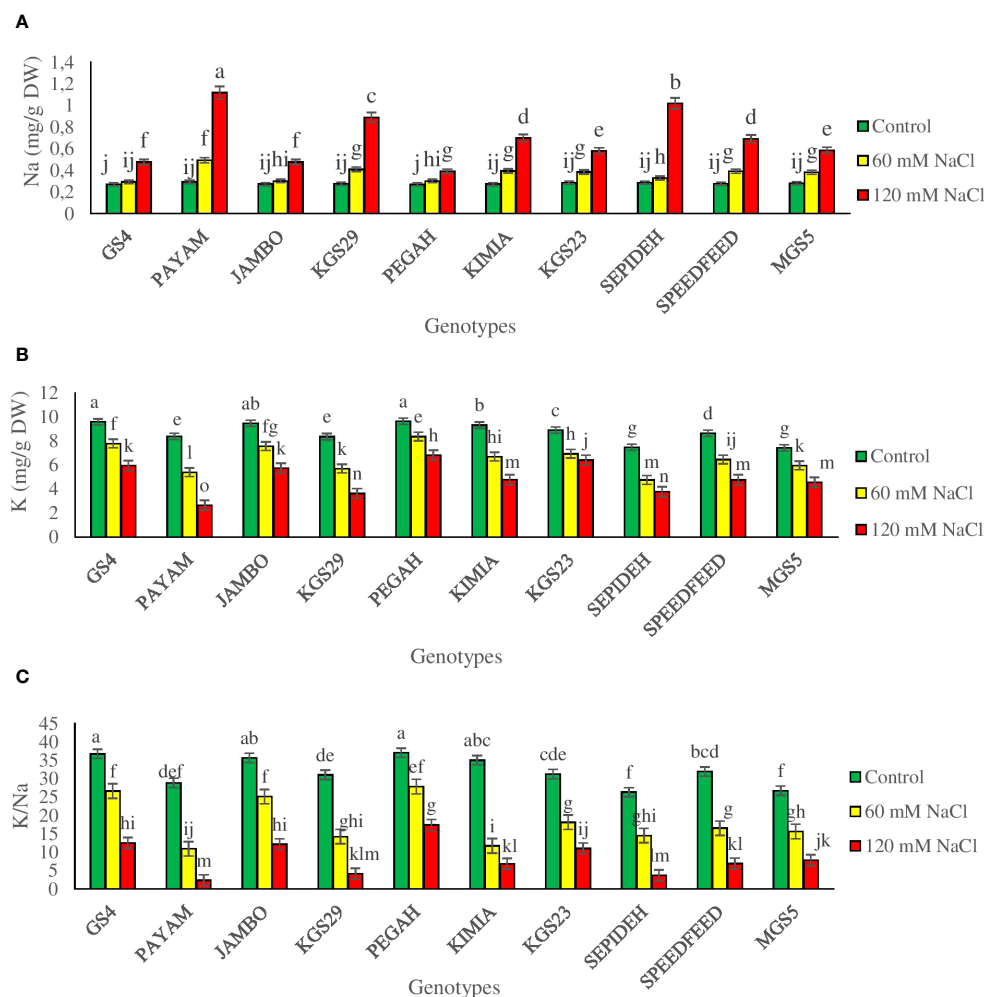 A
Na (mg/g DW)
1,4
1,2
1
0,8
0,6
0,4
0,2
0
j ij f
ij f a
ij hi f
ij g c
ij hi g
ij g d
ij g e
ij h b
ij g d
ij g e
Control
60 mM NaCl
120 mM NaCl
GS4 PAYAM JAMBO KGS29 PEGAH KIMIA KGS23 SEPIDEH SPEEDFEED MGS5
Genotypes
B
K (mg/g DW)
12
10
8
6
4
2
0
a f k
e l o
ab fg k
e k n
a e h
b hi m
c h j
g m n
d ij m
g k m
Control
60 mM NaCl
120 mM NaCl
GS4 PAYAM JAMBO KGS29 PEGAH KIMIA KGS23 SEPIDEH SPEEDFEED MGS5
Genotypes
C
K/Na
45
40
35
30
25
20
15
10
5
0
a f hi
def ij m
ab f hi
de ghi klm
a ef g
abc i kl
cde g ij
f ghi m
bcd g kl
f gh jk
Control
60 mM NaCl
120 mM NaCl
GS4 PAYAM JAMBO KGS29 PEGAH KIMIA KGS23 SEPIDEH SPEEDFEED MGS5
Genotypes